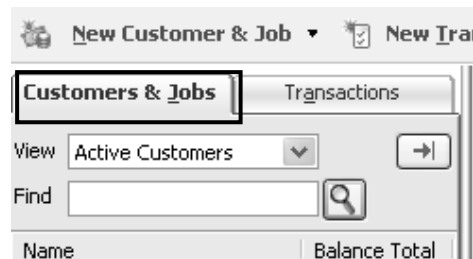 New Customer & Job New Tra
Customers & Jobs Transactions
View Active Customers
Find
Name Balance Total